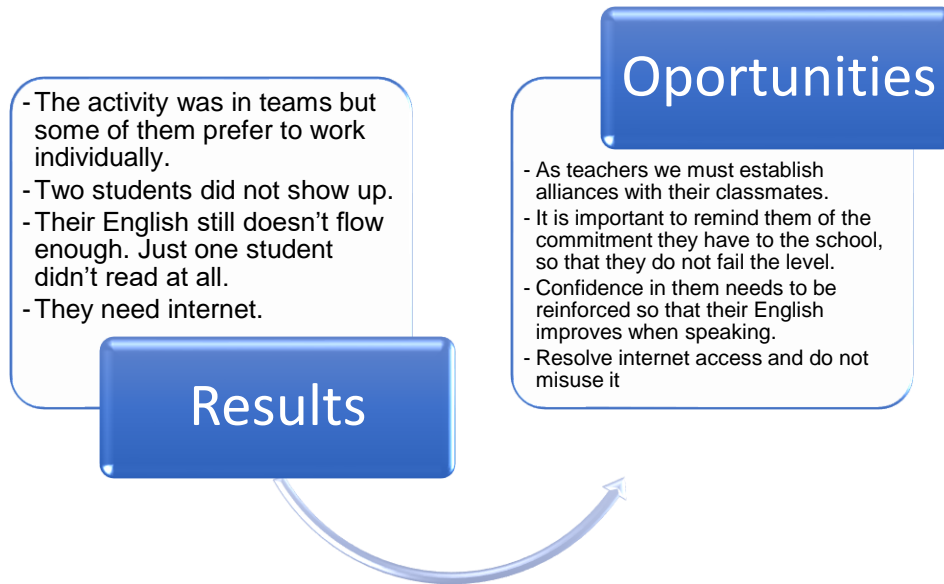 - The activity was in teams but
some of them prefer to work
individually.
- Two students did not show up.
- Their English still doesn’t flow
enough. Just one student
didn’t read at all.
- They need internet.
Results
Oportunities
- As teachers we must establish
alliances with their classmates.
- It is important to remind them of the
commitment they have to the school,
so that they do not fail the level.
- Confidence in them needs to be
reinforced so that their English
improves when speaking.
- Resolve internet access and do not
misuse it